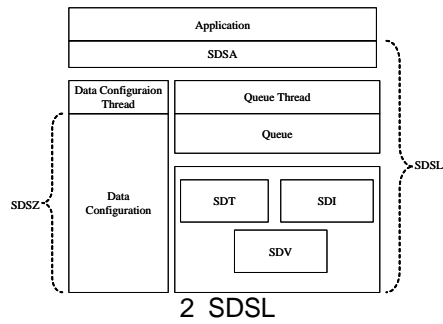 Application
SDSA
Data Configuraion
Thread
Queue Thread
Queue
SDSL
SDSZ
Data
Configuration
SDT
SDI
SDV
2 SDSL